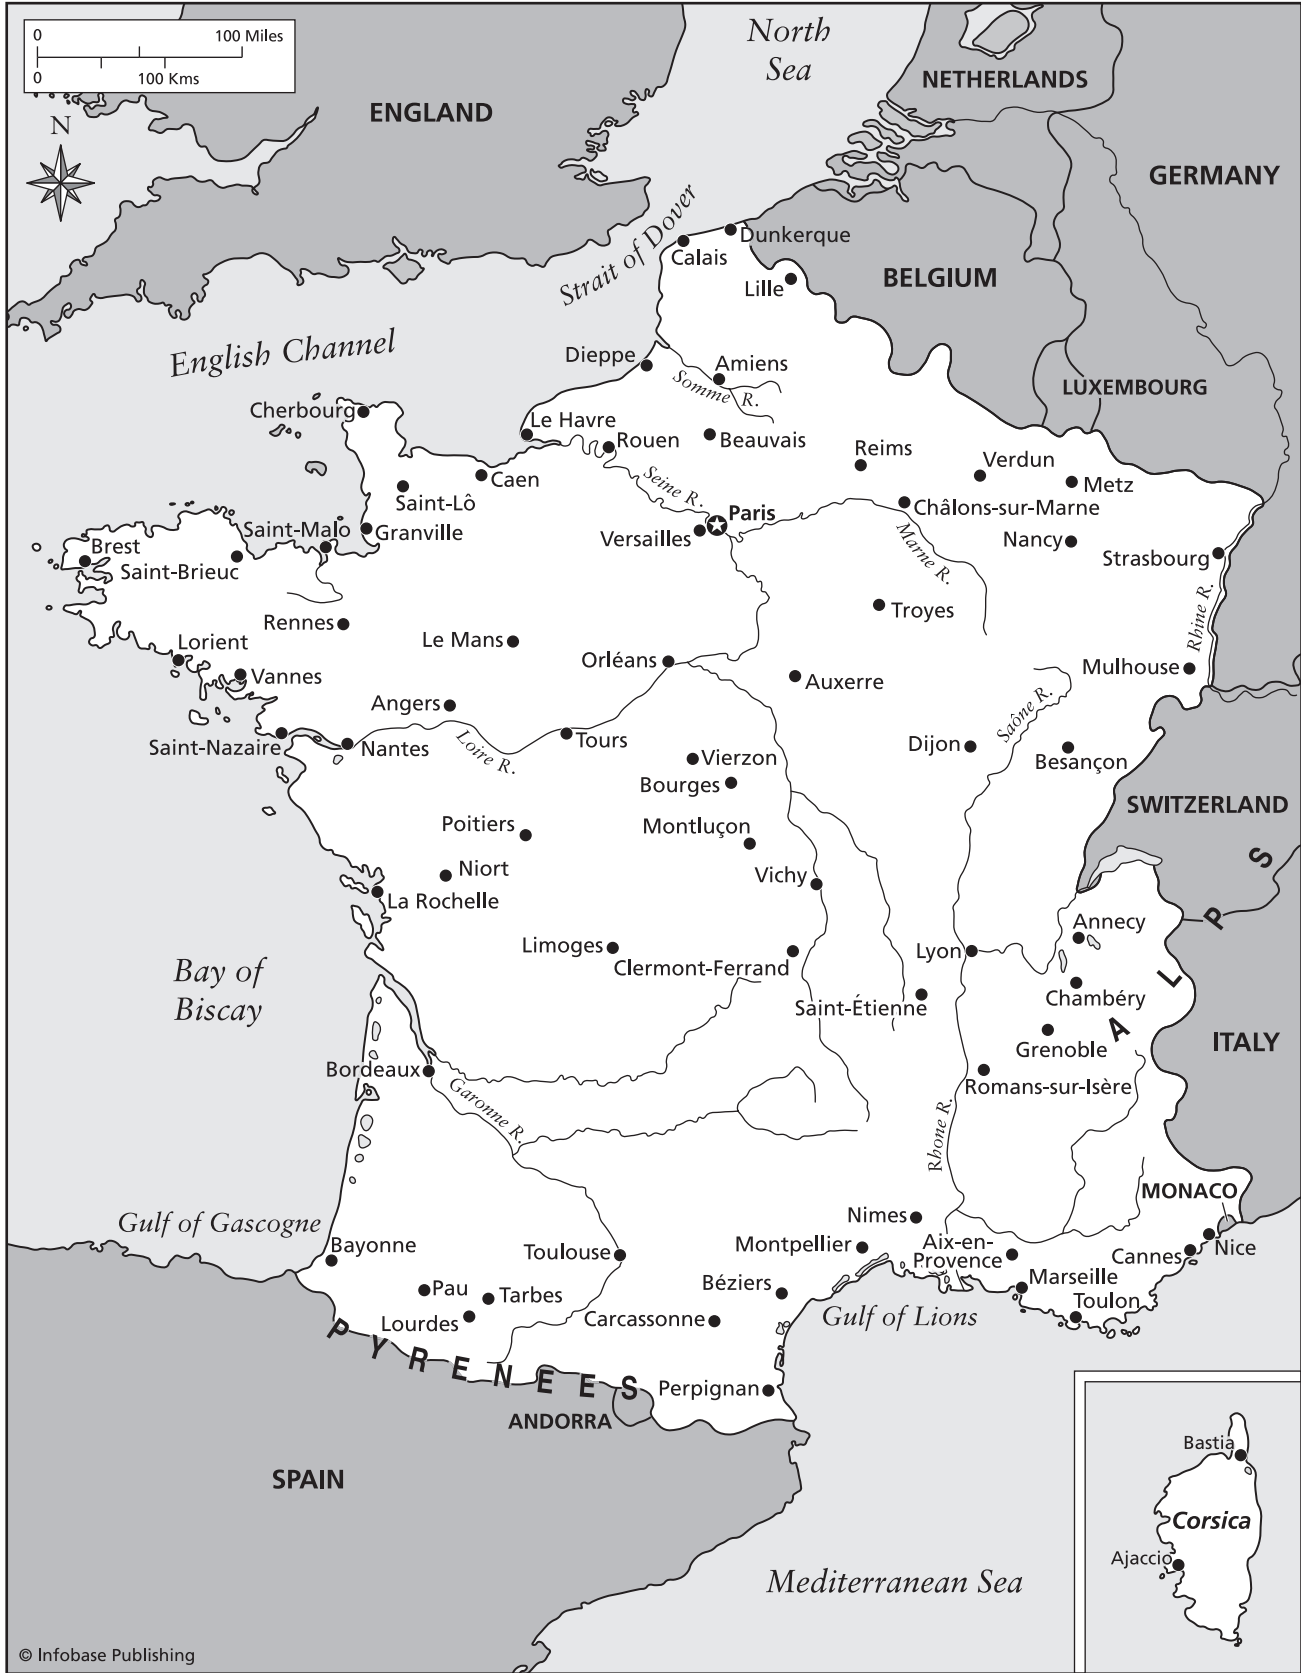 0 100 Miles
0 100 Kms
N
North
Sea
NETHERLANDS
ENGLAND
GERMANY
Strait of Dover
Dunkerque
Calais
BELGIUM
Lille
English Channel
Dieppe
Amiens
Somme R.
LUXEMBOURG
Cherbourg
Le Havre
Rouen
Beauvais
Reims
Verdun
Metz
Caen
Seine R.
Saint-Lô
Châlons-sur-Marne
Paris
Saint-Malo
Granville
Versailles
Marne R.
Nancy
Strasbourg
Brest
Saint-Brieuc
Rhine R.
Troyes
Rennes
Le Mans
Lorient
Orléans
Mulhouse
Vannes
Auxerre
Angers
Saône R.
Saint-Nazaire
Nantes
Loire R.
Tours
Vierzon
Dijon
Besançon
Bourges
SWITZERLAND
Poitiers
Montluçon
Niort
Vichy
La Rochelle
ALPS
Annecy
Limoges
Clermont-Ferrand
Lyon
Bay of
Biscay
Chambéry
Saint-Étienne
Grenoble
ITALY
Bordeaux
Garonne R.
Romans-sur-Isère
Rhone R.
MONACO
Gulf of Gascogne
Nimes
Bayonne
Toulouse
Montpellier
Aix-en-
Provence
Cannes
Nice
Pau
Tarbes
Béziers
Marseille
Lourdes
Carcassonne
Gulf of Lions
Toulon
PYRENEES
Perpignan
ANDORRA
SPAIN
Bastia
Corsica
Ajaccio
Mediterranean Sea
© Infobase Publishing